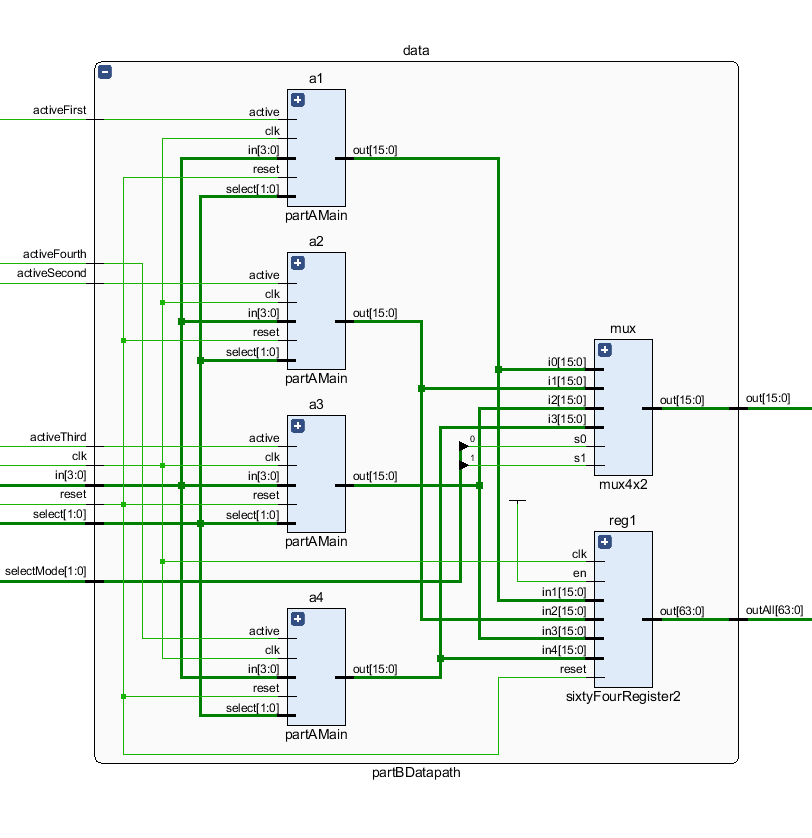 data
activeFirst
activeFourth
activeSecond
activeThird
clk
in[3:0]
reset
select[1:0]
selectMode[1:0]
a1
active
clk
in[3:0]
reset
select[1:0]
out[15:0]
partAMain
a2
active
clk
in[3:0]
reset
select[1:0]
out[15:0]
partAMain
a3
active
clk
in[3:0]
reset
select[1:0]
out[15:0]
partAMain
a4
active
clk
in[3:0]
reset
select[1:0]
out[15:0]
partAMain
mux
i0[15:0]
i1[15:0]
i2[15:0]
i3[15:0]
0
s0
1
s1
out[15:0]
mux4x2
out[15:0]
reg1
clk
en
in1[15:0]
in2[15:0]
in3[15:0]
in4[15:0]
reset
out[63:0]
sixtyFourRegister2
outAll[63:0]
partBDatapath